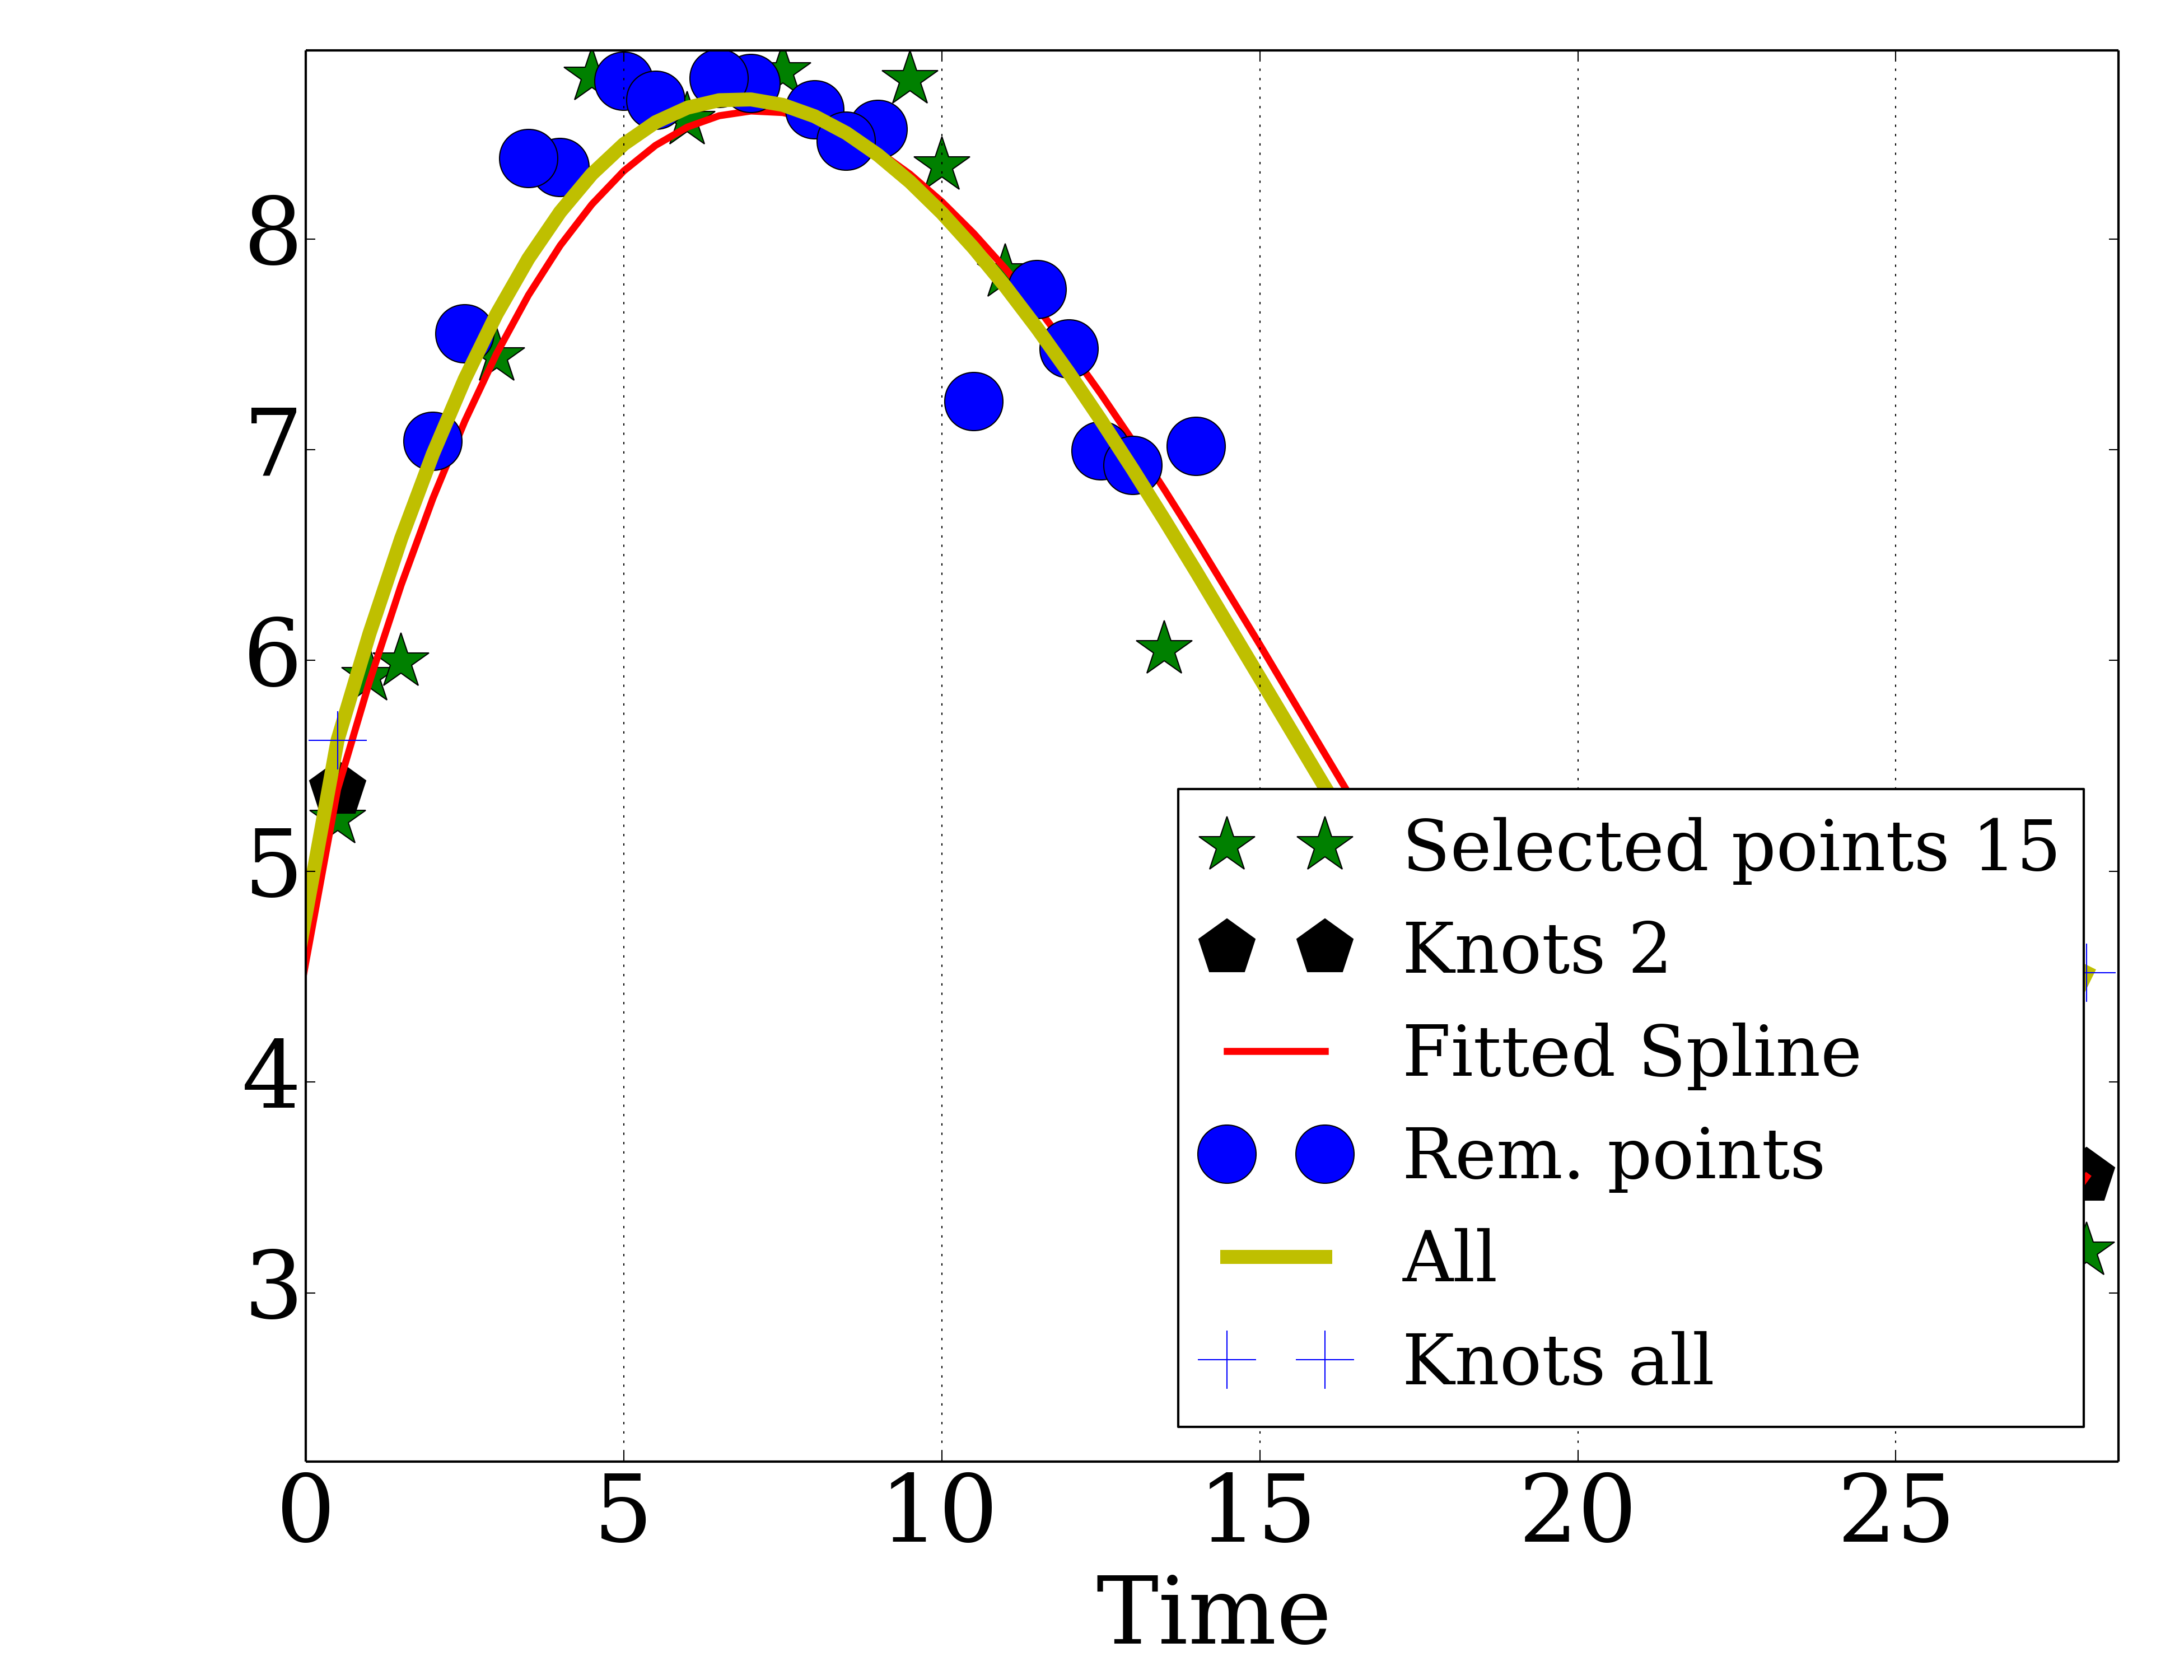 8
7
6
5
4
3
Selected points 15
Knots 2
Fitted Spline
Rem. points
All
Knots all
0 5 10 15 20 25
Time